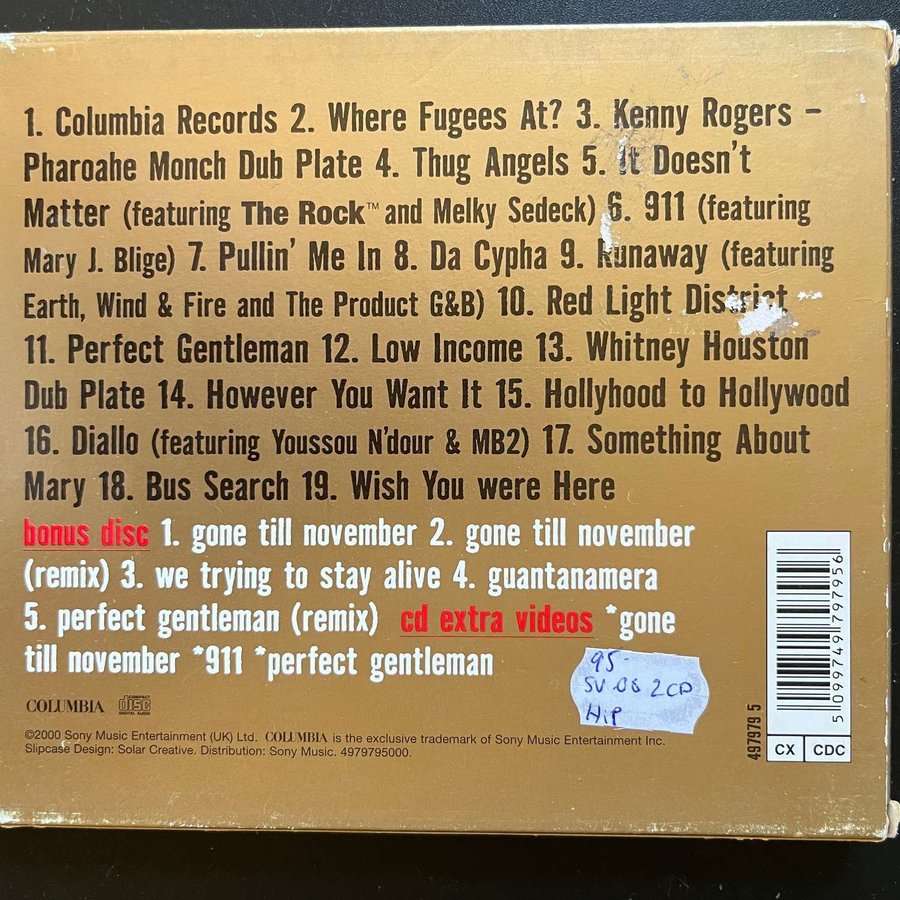 1. Columbia Records 2. Where Fugees At? 3. Kenny Rogers –
Pharoahe Monch Dub Plate 4. Thug Angels 5. It Doesn't
Matter (featuring The Rock™ and Melky Sedeck) 6. 911 (featuring
Mary J. Blige) 7. Pullin' Me In 8. Da Cypha 9. Runaway (featuring
Earth, Wind & Fire and The Product G&B) 10. Red Light District
11. Perfect Gentleman 12. Low Income 13. Whitney Houston
Dub Plate 14. However You Want It 15. Hollyhood to Hollywood
16. Diallo (featuring Youssou N'dour & MB2) 17. Something About
Mary 18. Bus Search 19. Wish You were Here
bonus disc 1. gone till november 2. gone till november
(remix) 3. we trying to stay alive 4. guantanamera
5. perfect gentleman (remix) cd extra videos *gone
till november *911 *perfect gentleman
95-
SV 08 2CD
Hip
COLUMBIA COMPACT disc DIGITAL AUDIO
©2000 Sony Music Entertainment (UK) Ltd. COLUMBIA is the exclusive trademark of Sony Music Entertainment Inc.
Slipcase Design: Solar Creative. Distribution: Sony Music. 4979795000.
5 099749 797956
497979 5
CX CDC